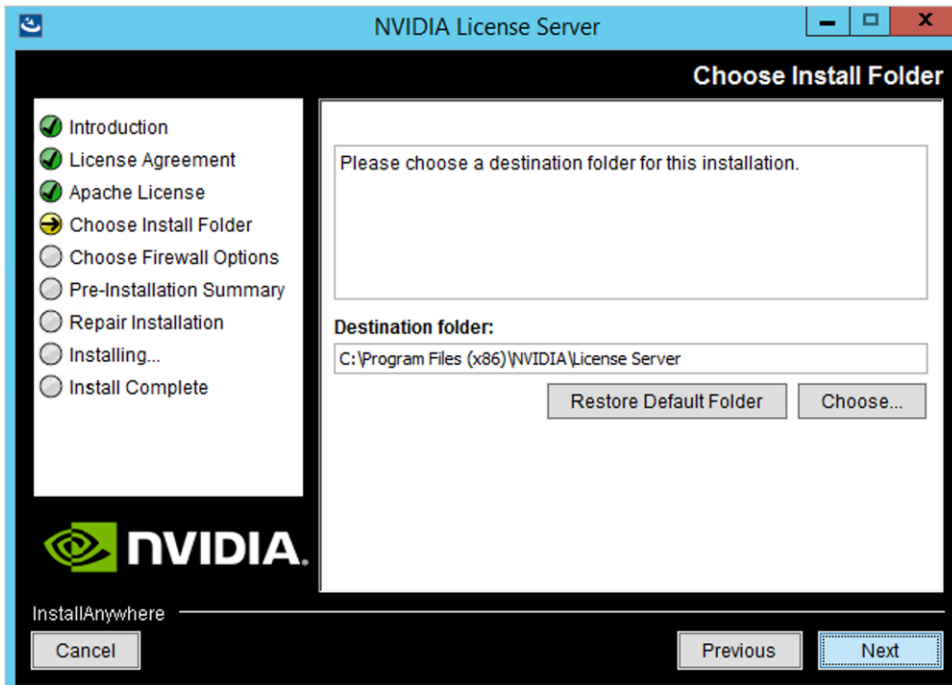 NVIDIA License Server
Choose Install Folder
Introduction
License Agreement
Apache License
Choose Install Folder
Choose Firewall Options
Pre-Installation Summary
Repair Installation
Installing...
Install Complete
Please choose a destination folder for this installation.
Destination folder:
C:\Program Files (x86)\NVIDIA\License Server
Restore Default Folder
Choose...
NVIDIA.
InstallAnywhere
Cancel
Previous
Next